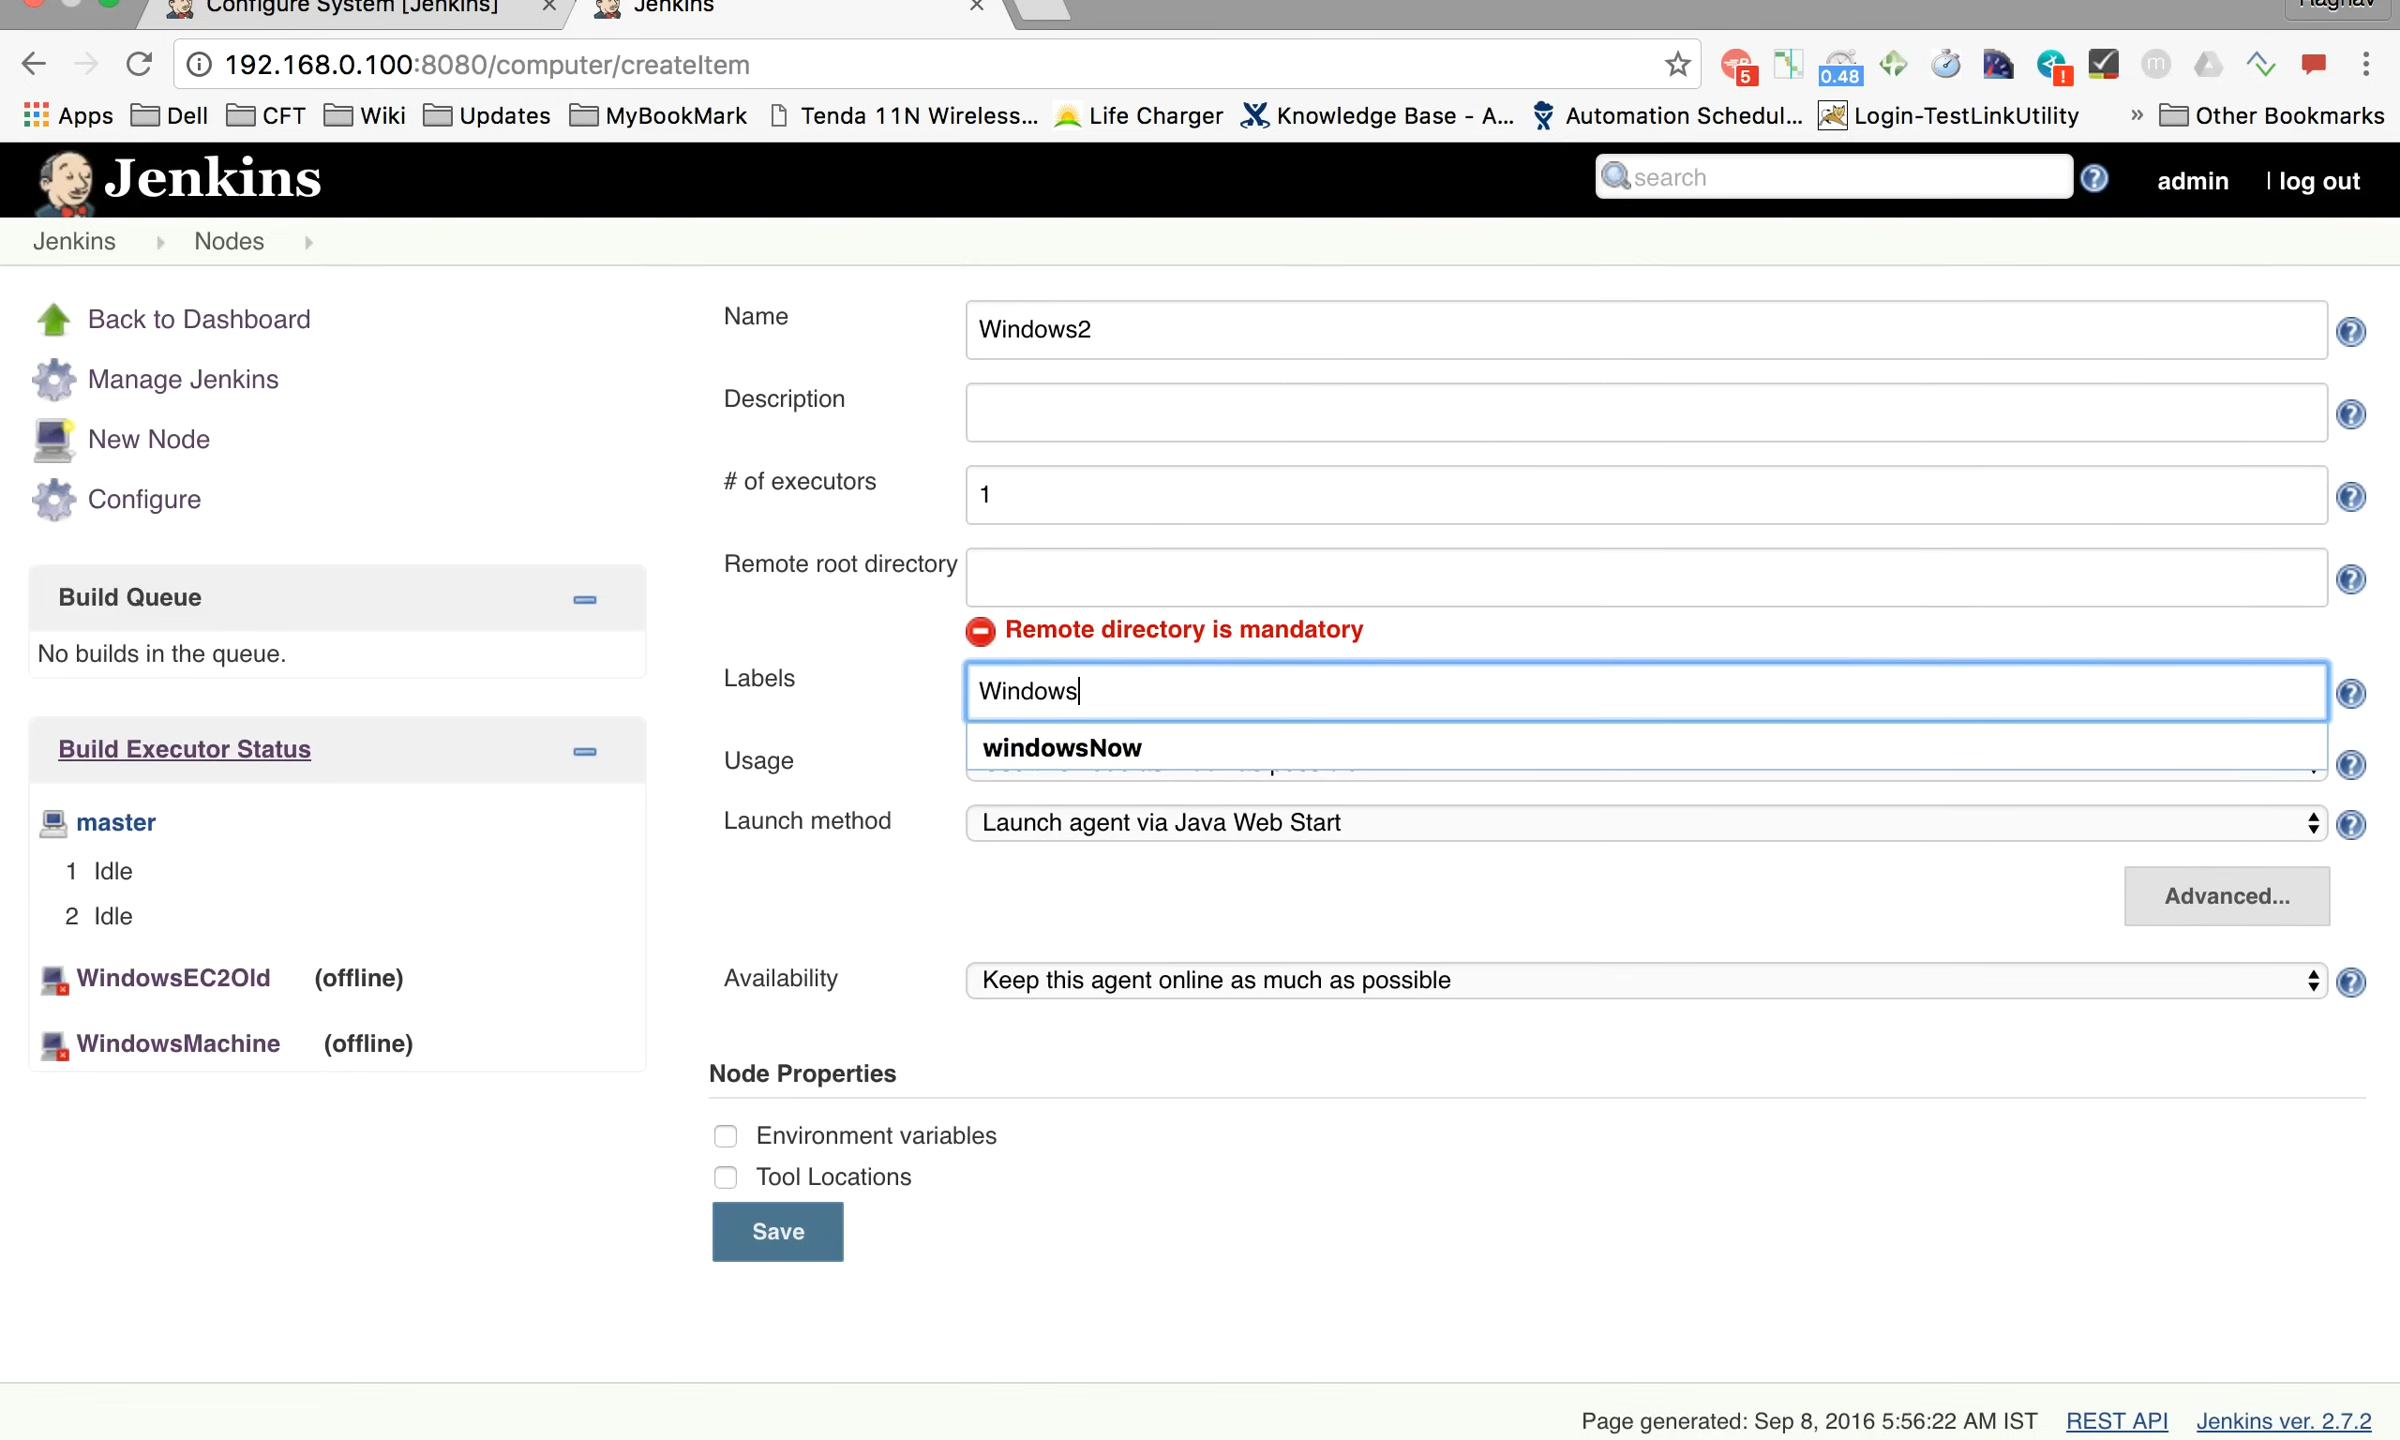 Configure System [Jenkins]
Jenkins
Raghav
192.168.0.100:8080/computer/createItem
5
0.48
!
m
Apps Dell CFT Wiki Updates MyBookMark Tenda 11N Wireless... Life Charger Knowledge Base - A... Automation Schedul... Login-TestLinkUtility » Other Bookmarks
Jenkins
search
admin | log out
Jenkins Nodes
Back to Dashboard
Manage Jenkins
New Node
Configure
Build Queue
No builds in the queue.
Build Executor Status
master
1 Idle
2 Idle
WindowsEC2Old (offline)
WindowsMachine (offline)
Name Windows2
Description
# of executors 1
Remote root directory
Remote directory is mandatory
Labels Windows
windowsNow
Usage
Launch method Launch agent via Java Web Start
Advanced...
Availability Keep this agent online as much as possible
Node Properties
Environment variables
Tool Locations
Save
Page generated: Sep 8, 2016 5:56:22 AM IST REST API Jenkins ver. 2.7.2